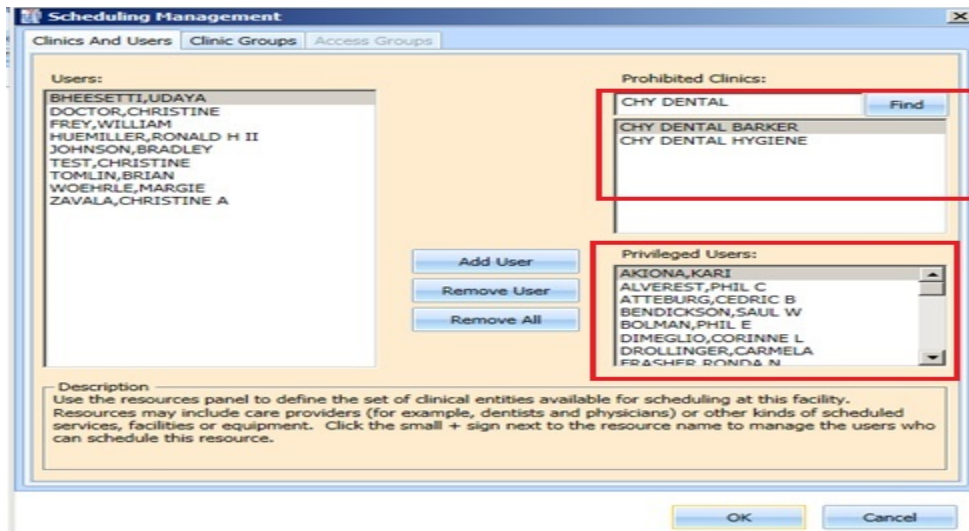 Scheduling Management
Clinics And Users Clinic Groups Access Groups
Users:
BHEESETTI,UDAYA
DOCTOR,CHRISTINE
FREY,WILLIAM
HUEMILLER,RONALD H II
JOHNSON,BRADLEY
TEST,CHRISTINE
TOMLIN,BRIAN
WOEHRLE,MARGIE
ZAVALA,CHRISTINE A
Add User
Remove User
Remove All
Prohibited Clinics:
CHY DENTAL Find
CHY DENTAL BARKER
CHY DENTAL HYGIENE
Privileged Users:
AKIONA,KARI
ALVEREST,PHIL C
ATTEBURG,CEDRIC B
BENDICKSON,SAUL W
BOLMAN,PHIL E
DIMEGLIO,CORINNE L
DROLLINGER,CARMELA
FRASHER,RONDA N
Description
Use the resources panel to define the set of clinical entities available for scheduling at this facility.
Resources may include care providers (for example, dentists and physicians) or other kinds of scheduled
services, facilities or equipment. Click the small + sign next to the resource name to manage the users who
can schedule this resource.
OK Cancel